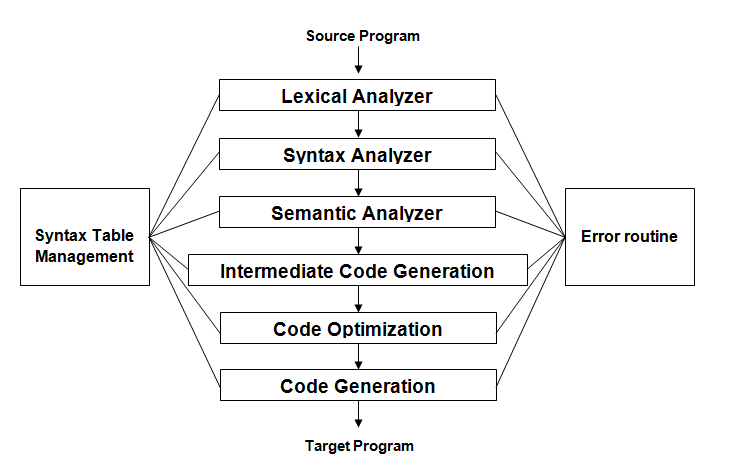 Source Program
Lexical Analyzer
Syntax Analyzer
Semantic Analyzer
Syntax Table
Management
Error routine
Intermediate Code Generation
Code Optimization
Code Generation
Target Program